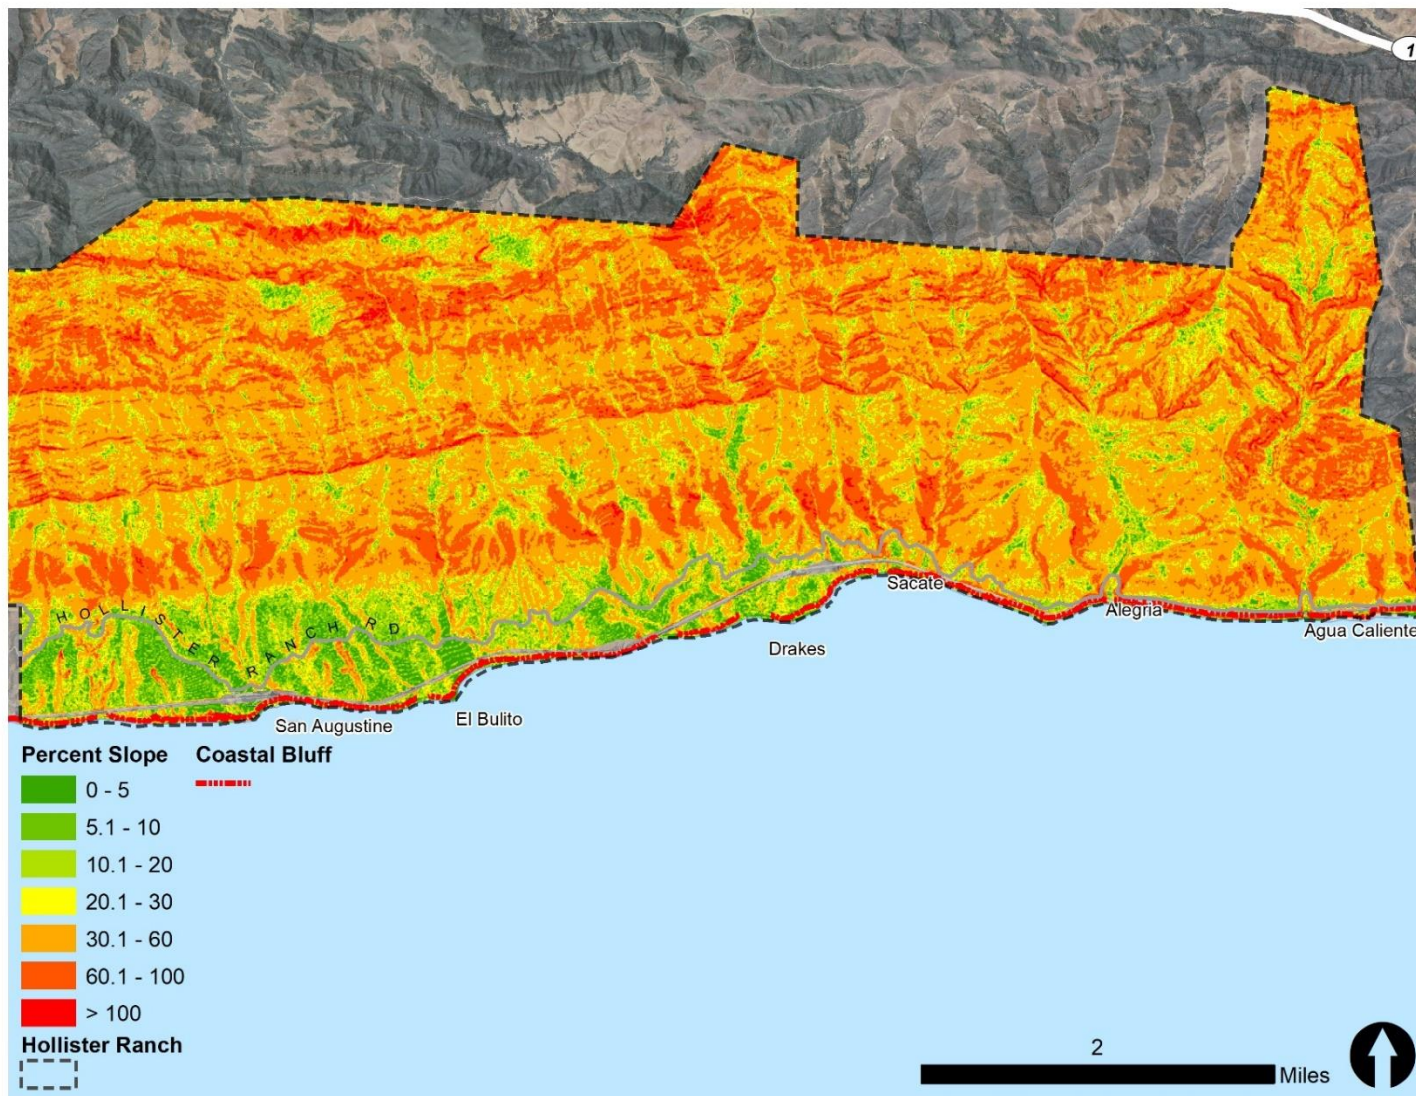 1
HOLLISTER RANCH RD
Sacate
Alegria
Agua Caliente
Drakes
San Augustine
El Bulito
Percent Slope
Coastal Bluff
0 - 5
5.1 - 10
10.1 - 20
20.1 - 30
30.1 - 60
60.1 - 100
> 100
Hollister Ranch
2
Miles